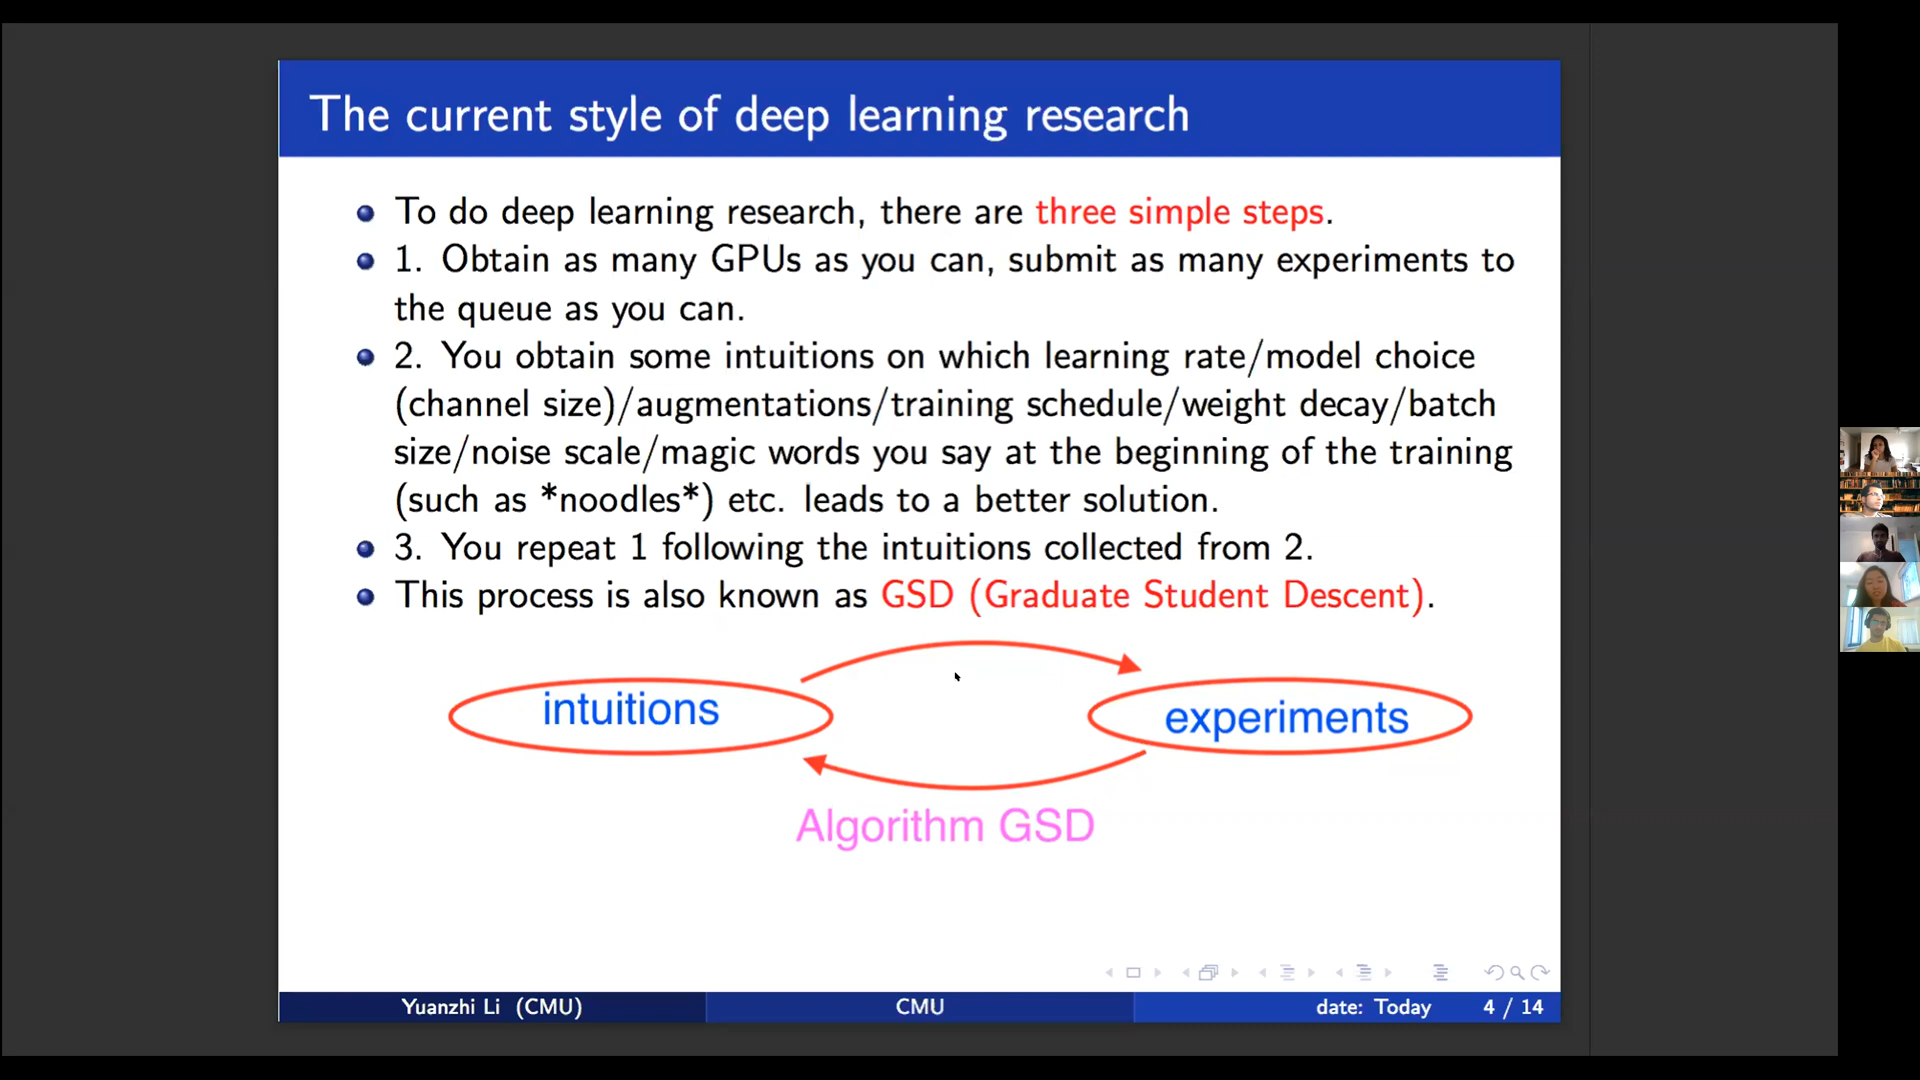 The current style of deep learning research
To do deep learning research, there are three simple steps.
1. Obtain as many GPUs as you can, submit as many experiments to
the queue as you can.
2. You obtain some intuitions on which learning rate/model choice
(channel size)/augmentations/training schedule/weight decay/batch
size/noise scale/magic words you say at the beginning of the training
(such as *noodles*) etc. leads to a better solution.
3. You repeat 1 following the intuitions collected from 2.
This process is also known as GSD (Graduate Student Descent).
intuitions
experiments
Algorithm GSD
Yuanzhi Li (CMU)
CMU
date: Today
4 / 14